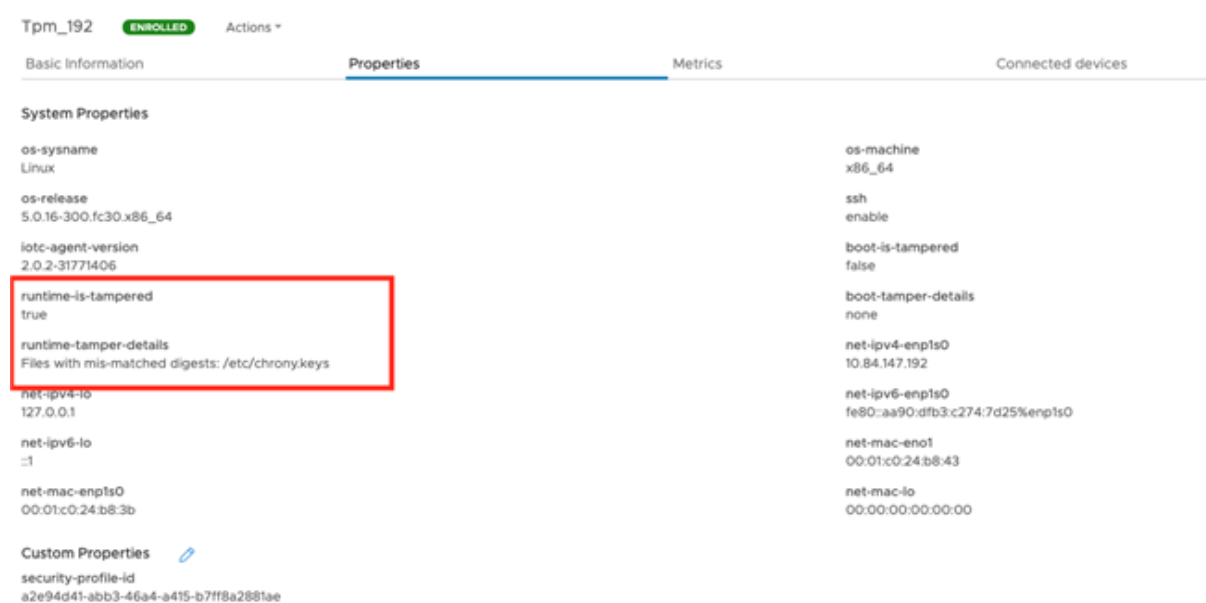 Tpm_192 ENROLLED Actions
Basic Information Properties Metrics Connected devices
System Properties
os-sysname os-machine
Linux x86_64
os-release ssh
5.0.16-300.fc30.x86_64 enable
iotc-agent-version boot-is-tampered
2.0.2-31771406 false
runtime-is-tampered boot-tamper-details
true none
runtime-tamper-details net-ipv4-enp1s0
Files with mis-matched digests: /etc/chrony.keys 10.84.147.192
net-ipv4-lo net-ipv6-enp1s0
127.0.0.1 fe80::aa90:dfb3:c274:7d25%enp1s0
net-ipv6-lo net-mac-eno1
::1 00:01:c0:24:b8:43
net-mac-enp1s0 net-mac-lo
00:01:c0:24:b8:3b 00:00:00:00:00:00
Custom Properties
security-profile-id
a2e94d41-abb3-46a4-a415-b7ff8a2881ae